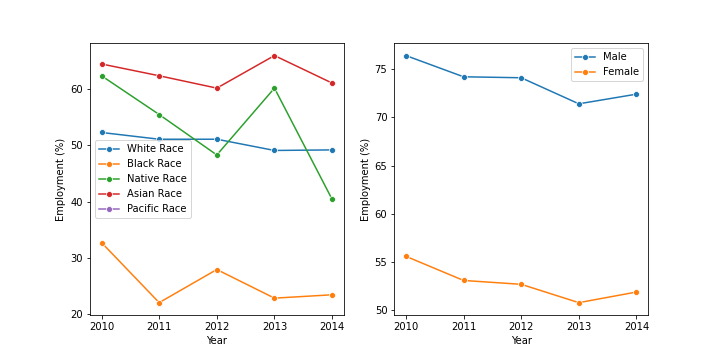 60
50
40
30
20
Employment (%)
White Race
Black Race
Native Race
Asian Race
Pacific Race
2010 2011 2012 2013 2014
Year
75
70
65
60
55
50
Employment (%)
Male
Female
2010 2011 2012 2013 2014
Year